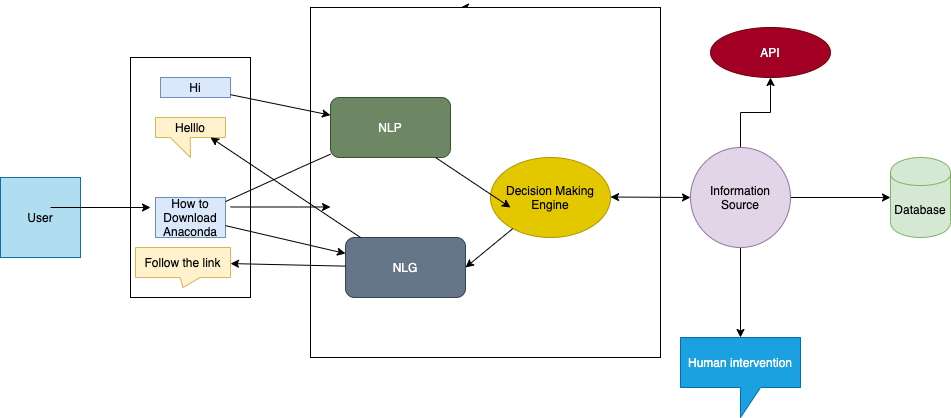 API
Hi
Helllo
NLP
User
How to
Download
Anaconda
Decision Making
Engine
Information
Source
Database
Follow the link
NLG
Human intervention